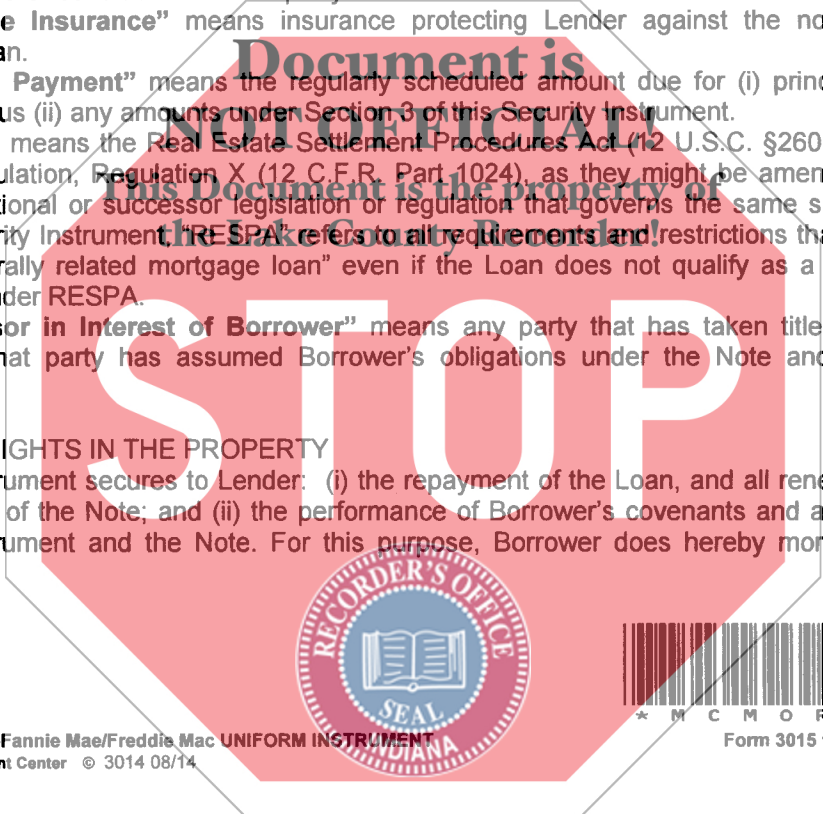 e Insurance” means insurance protecting Lender against the no
an.
Payment” means the regularly scheduled amount due for (i) princ
us (ii) any amounts under Section 3 of this Security Instrument.
means the Real Estate Settlement Procedures Act (12 U.S.C. §260
ulation, Regulation X (12 C.F.R. Part 1024), as they might be amen
tional or successor legislation or regulation that governs the same s
rity Instrument, “RESPA” refers to all requirements and restrictions tha
rally related mortgage loan” even if the Loan does not qualify as a
der RESPA.
sor in Interest of Borrower” means any party that has taken title
hat party has assumed Borrower’s obligations under the Note and
IGHTS IN THE PROPERTY
ument secures to Lender: (i) the repayment of the Loan, and all rene
of the Note; and (ii) the performance of Borrower’s covenants and a
ument and the Note. For this purpose, Borrower does hereby mor
Document is
NOT OFFICIAL!
This Document is the property of
the Lake County Recorder!
STOP
RECORDER'S OFFICE
SEAL
INDIANA
* M C M O R
Fannie Mae/Freddie Mac UNIFORM INSTRUMENT
Form 3015
nt Center © 3014 08/14